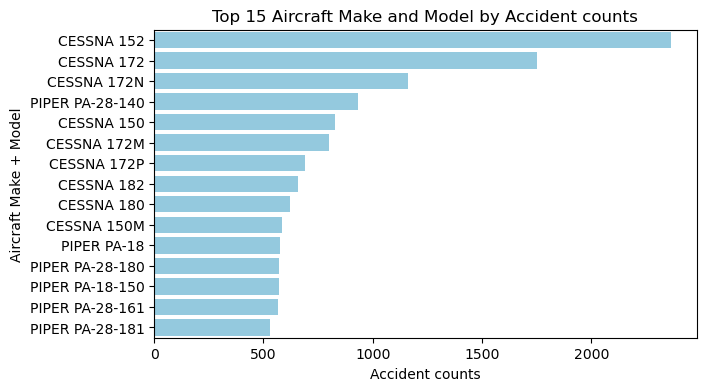 Top 15 Aircraft Make and Model by Accident counts
Aircraft Make + Model
CESSNA 152
CESSNA 172
CESSNA 172N
PIPER PA-28-140
CESSNA 150
CESSNA 172M
CESSNA 172P
CESSNA 182
CESSNA 180
CESSNA 150M
PIPER PA-18
PIPER PA-28-180
PIPER PA-18-150
PIPER PA-28-161
PIPER PA-28-181
0 500 1000 1500 2000
Accident counts